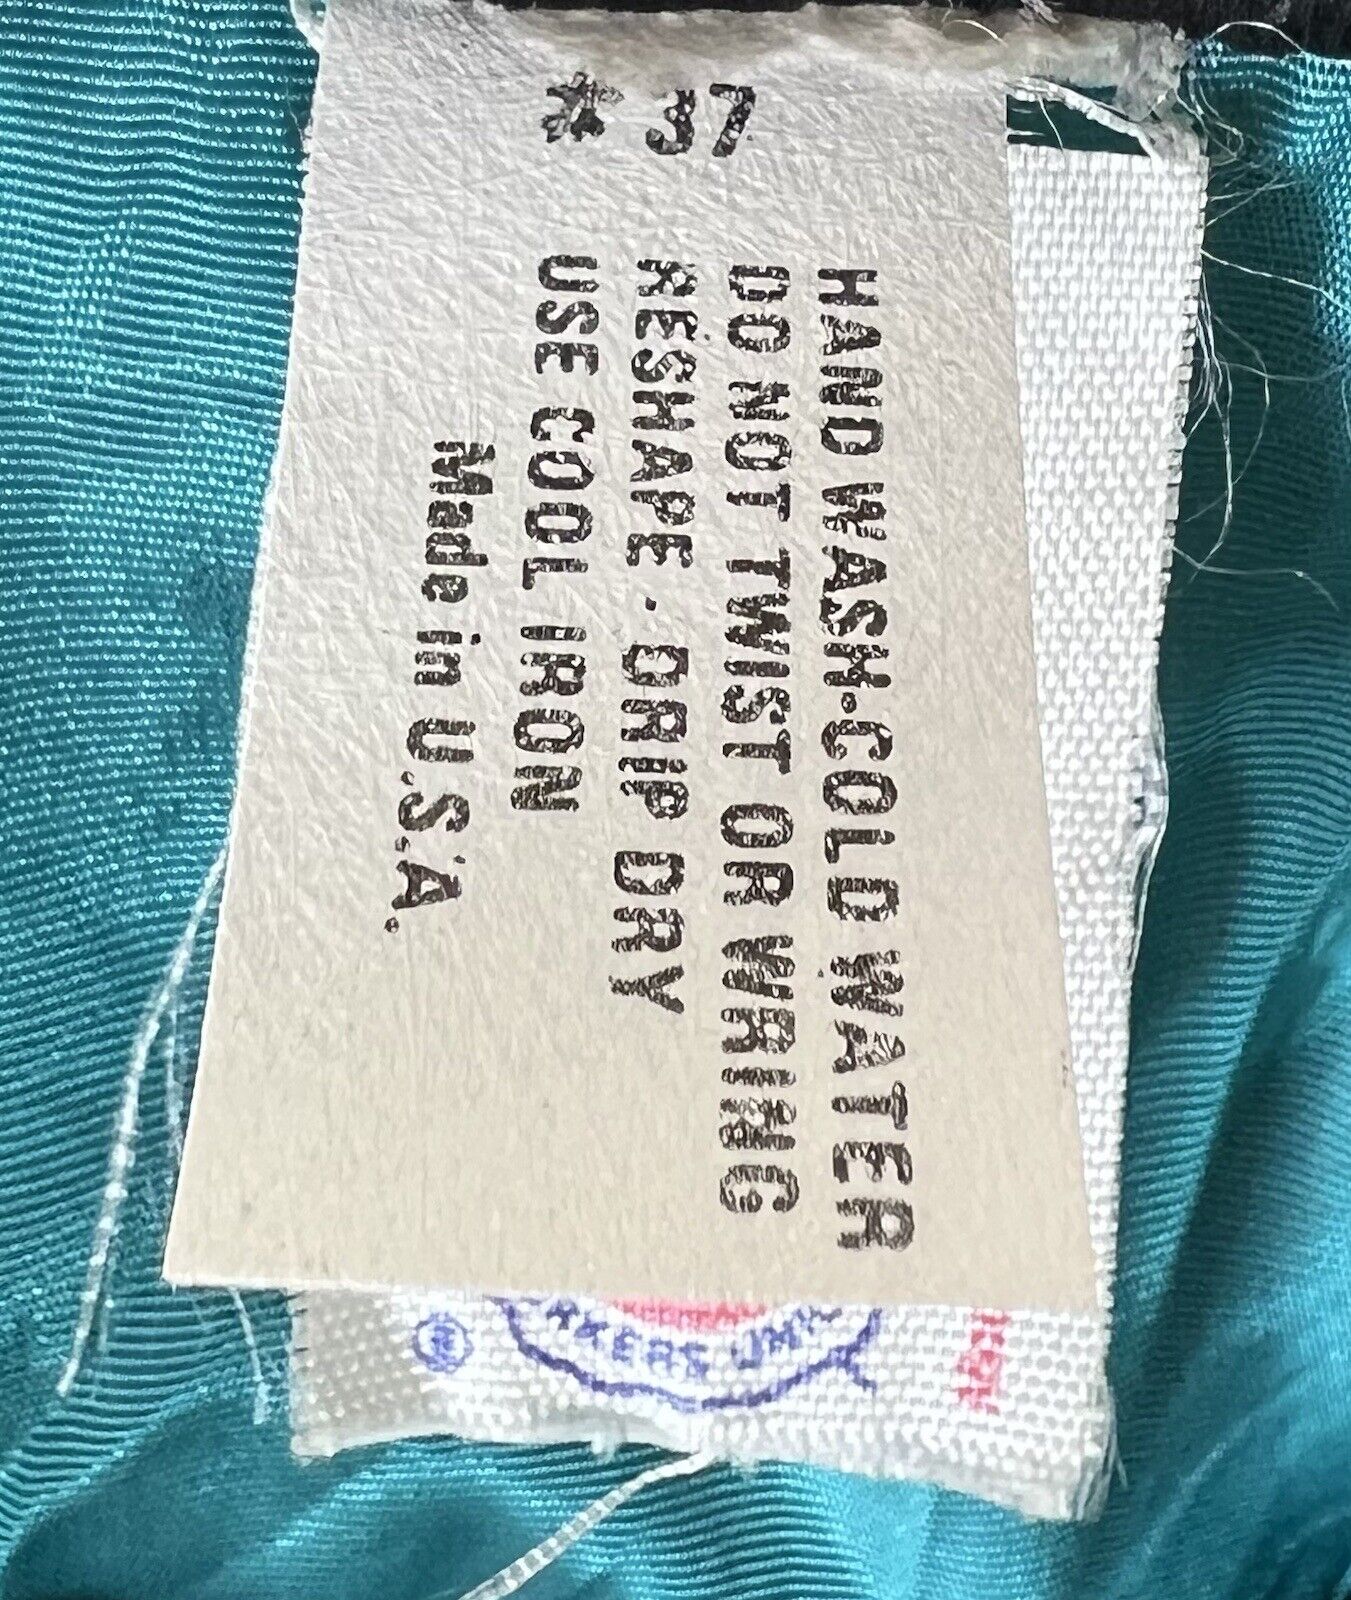 # 37
HAND WASH·COLD WATER
DO NOT TWIST OR WRING
RESHAPE · DRIP DRY
USE COOL IRON
Made in U.S.A.